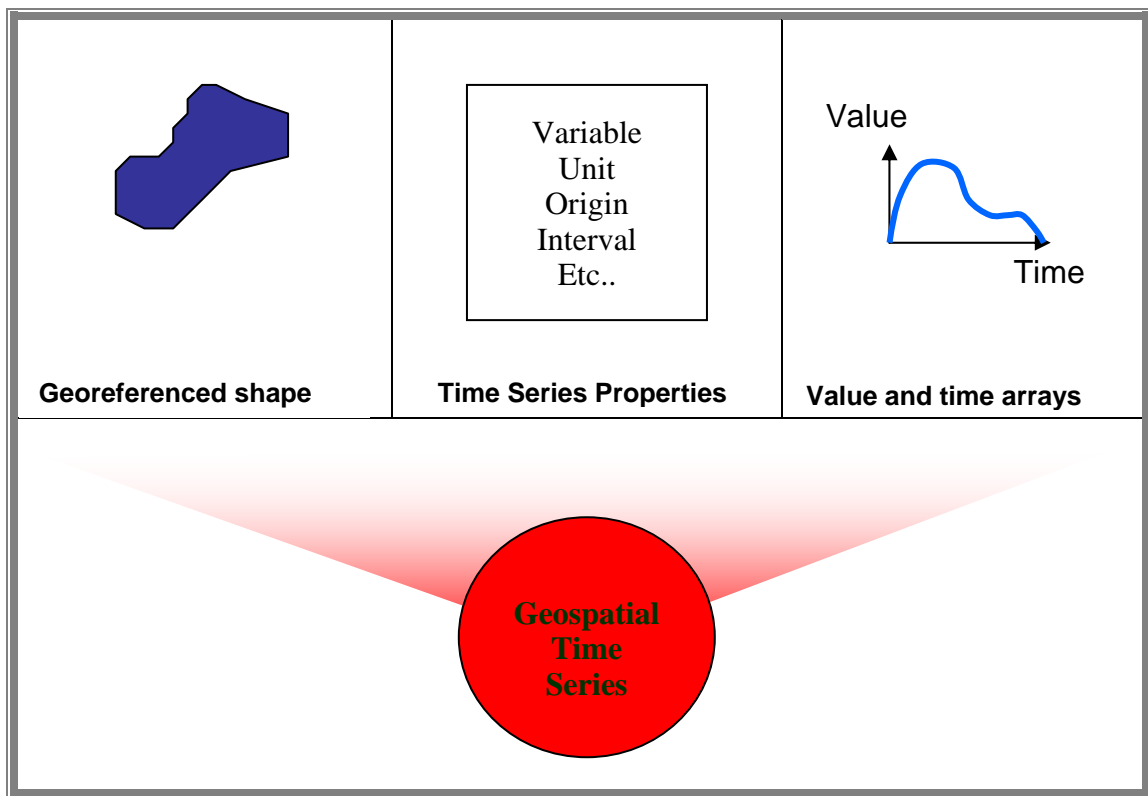 Variable
Unit
Origin
Interval
Etc..
Value
Time
Georeferenced shape
Time Series Properties
Value and time arrays
Geospatial
Time
Series